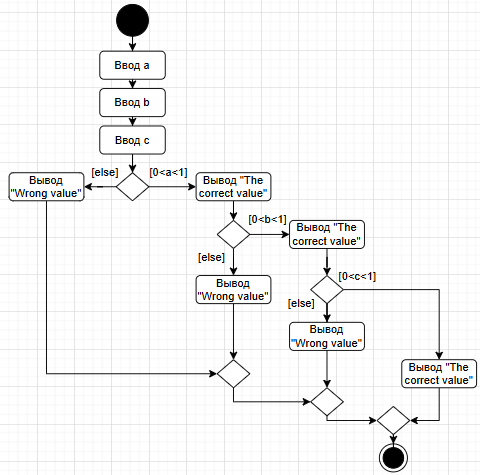 Ввод a
Ввод b
Ввод c
[else]
[0<a<1]
Вывод
"Wrong value"
Вывод "The
correct value"
[0<b<1]
[else]
Вывод "The
correct value"
Вывод
"Wrong value"
[0<c<1]
[else]
Вывод
"Wrong value"
Вывод "The
correct value"